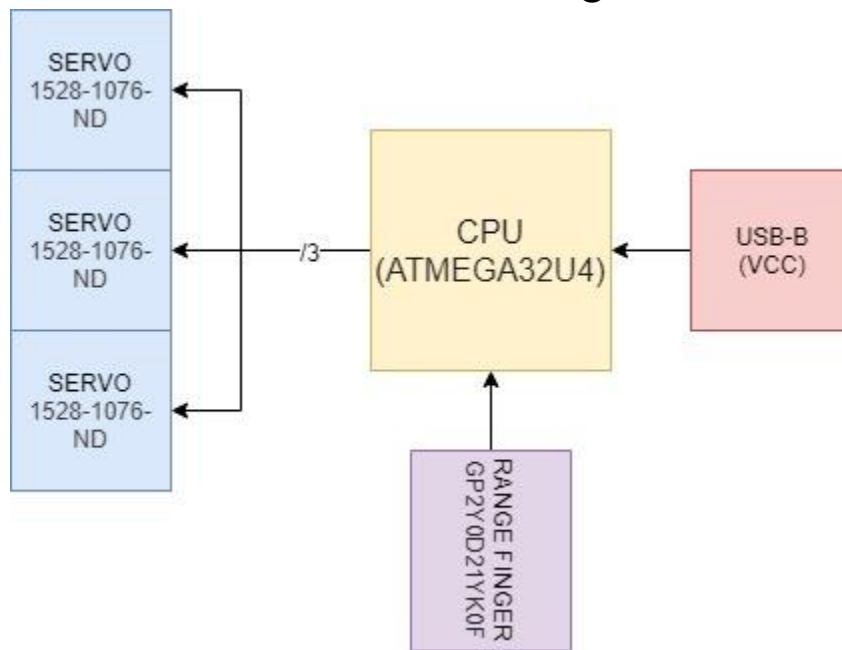 SERVO
1528-1076-
ND
SERVO
1528-1076-
ND
SERVO
1528-1076-
ND
/3
CPU
(ATMEGA32U4)
USB-B
(VCC)
RANGE FINGER
GP2Y0D21YK0F